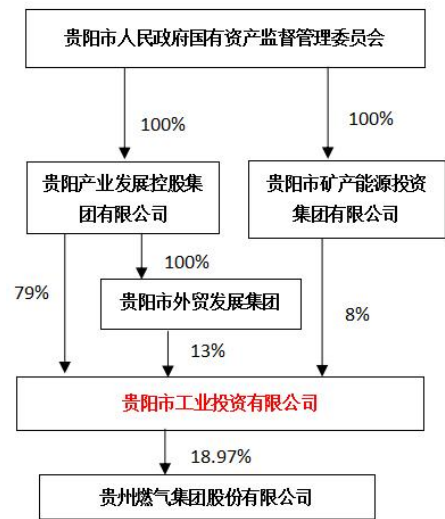 贵阳市人民政府国有资产监督管理委员会
100%
100%
贵阳产业发展控股集
团有限公司
贵阳市矿产能源投资
集团有限公司
100%
79%
贵阳市外贸发展集团
8%
13%
贵阳市工业投资有限公司
18.97%
贵州燃气集团股份有限公司